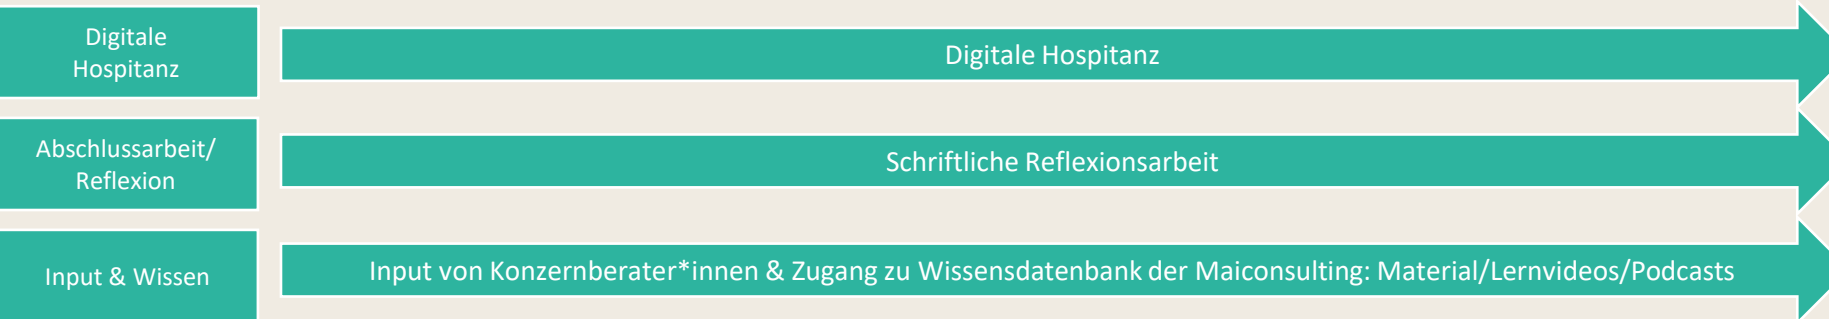 Digitale
Hospitanz
Digitale Hospitanz
Abschlussarbeit/
Reflexion
Schriftliche Reflexionsarbeit
Input & Wissen
Input von Konzernberater*innen & Zugang zu Wissensdatenbank der Maiconsulting: Material/Lernvideos/Podcasts